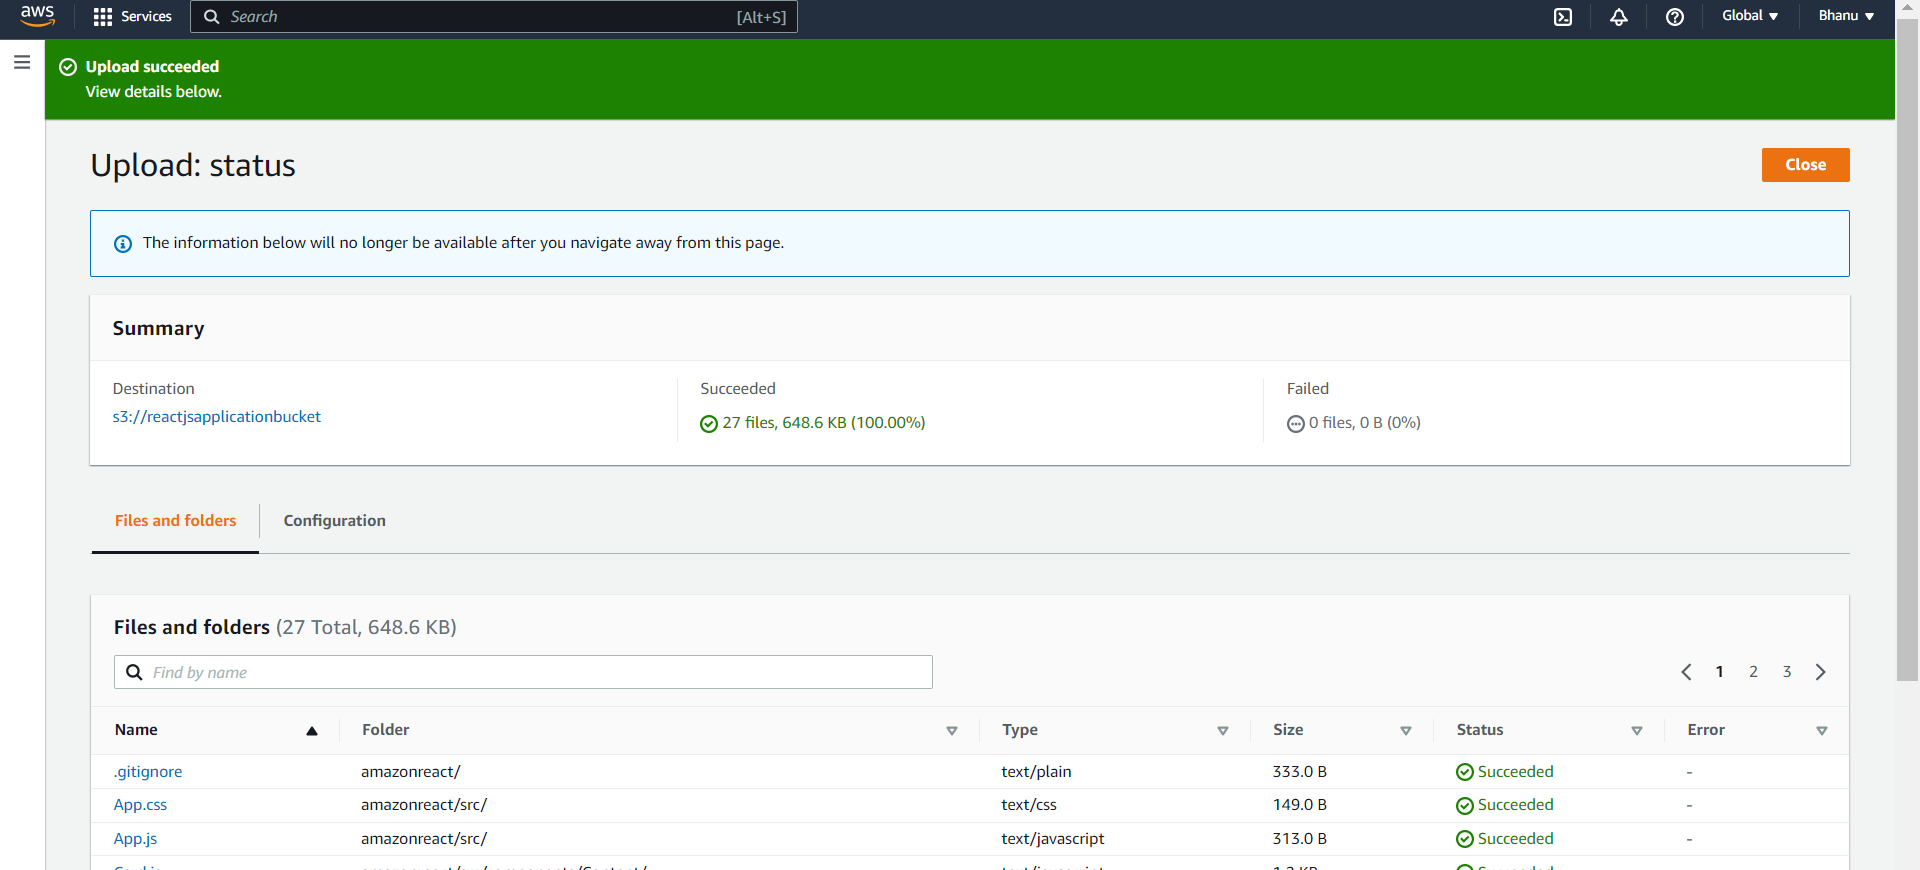 aws Services Search [Alt+S] Global Bhanu
Upload succeeded
View details below.
Upload: status
Close
The information below will no longer be available after you navigate away from this page.
Summary
Destination Succeeded Failed
s3://reactjsapplicationbucket 27 files, 648.6 KB (100.00%) 0 files, 0 B (0%)
Files and folders Configuration
Files and folders (27 Total, 648.6 KB)
Find by name 1 2 3
Name Folder Type Size Status Error
.gitignore amazonreact/ text/plain 333.0 B Succeeded -
App.css amazonreact/src/ text/css 149.0 B Succeeded -
App.js amazonreact/src/ text/javascript 313.0 B Succeeded -